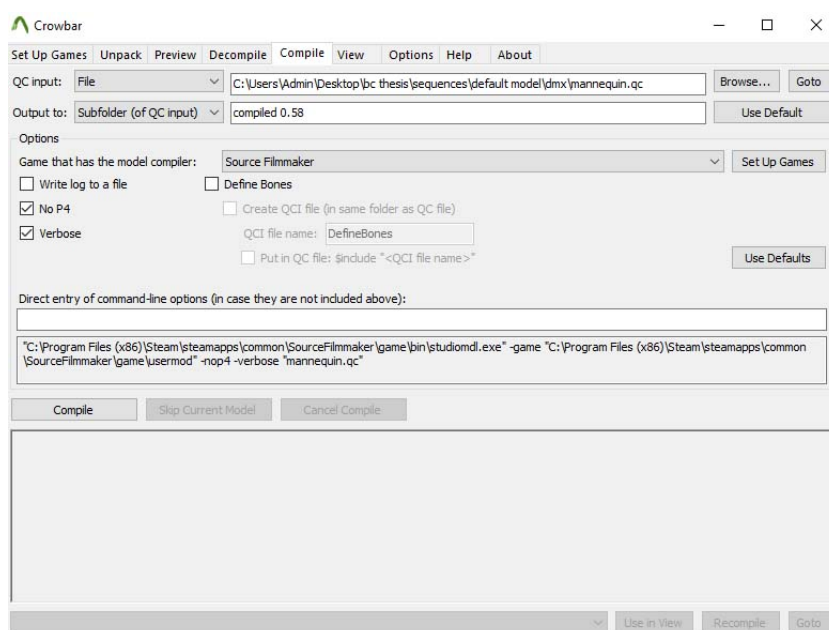 Crowbar
Set Up Games Unpack Preview Decompile Compile View Options Help About
QC input: File C:\Users\Admin\Desktop\bc thesis\sequences\default model\dmx\mannequin.qc Browse... Goto
Output to: Subfolder (of QC input) compiled 0.58 Use Default
Options
Game that has the model compiler: Source Filmmaker Set Up Games
Write log to a file Define Bones
No P4 Create QCI file (in same folder as QC file)
Verbose QCI file name: DefineBones
Put in QC file: $include "<QCI file name>" Use Defaults
Direct entry of command-line options (in case they are not included above):
"C:\Program Files (x86)\Steam\steamapps\common\SourceFilmmaker\game\bin\studiomdl.exe" -game "C:\Program Files (x86)\Steam\steamapps\common
\SourceFilmmaker\game\usermod" -nop4 -verbose "mannequin.qc"
Compile Skip Current Model Cancel Compile
Use in View Recompile Goto